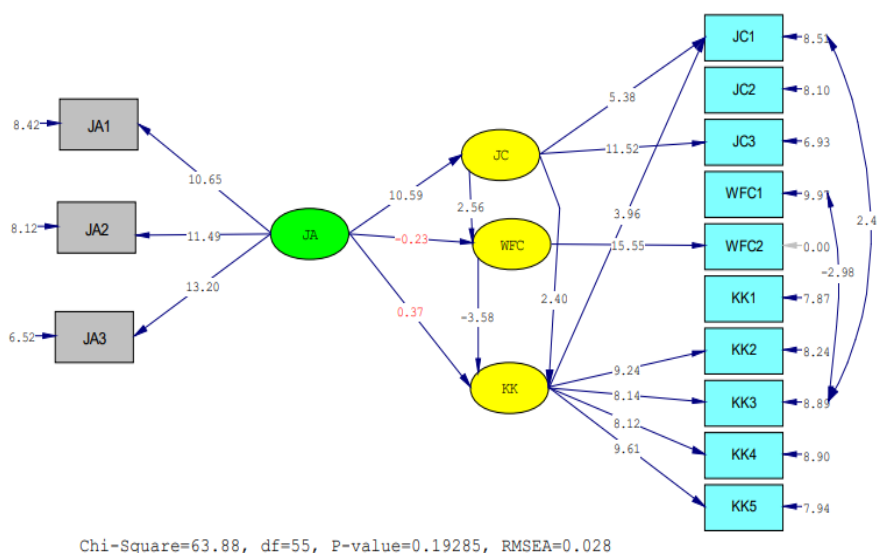 JC1
8.51
JC2
8.10
JC3
6.93
WFC1
9.97
WFC2
0.00
KK1
7.87
KK2
8.24
KK3
8.89
KK4
8.90
KK5
7.94
8.42
JA1
8.12
JA2
6.52
JA3
10.65
11.49
13.20
JA
10.59
-0.23
0.37
JC
2.56
WFC
-3.58
KK
5.38
11.52
3.96
15.55
2.40
9.24
8.14
8.12
9.61
2.4
-2.98
Chi-Square=63.88, df=55, P-value=0.19285, RMSEA=0.028